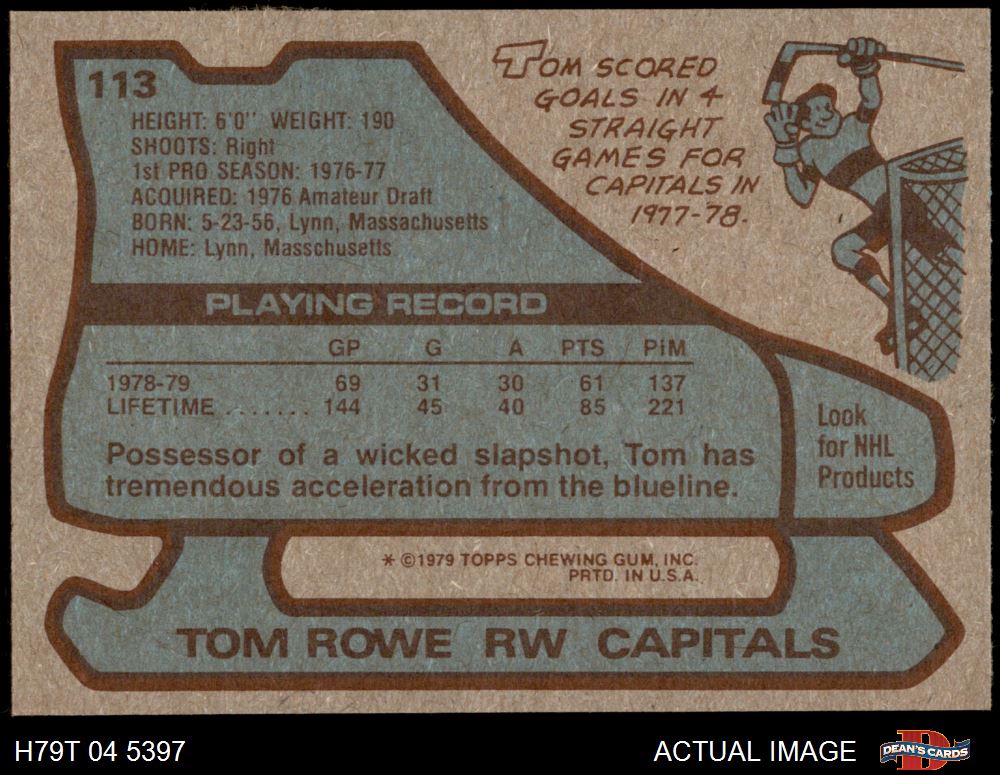 113
HEIGHT: 6'0" WEIGHT: 190
SHOOTS: Right
1st PRO SEASON: 1976-77
ACQUIRED: 1976 Amateur Draft
BORN: 5-23-56, Lynn, Massachusetts
HOME: Lynn, Masschusetts
TOM SCORED
GOALS IN 4
STRAIGHT
GAMES FOR
CAPITALS IN
1977-78.
PLAYING RECORD
GP G A PTS PiM
1978-79 69 31 30 61 137
LIFETIME ........ 144 45 40 85 221
Possessor of a wicked slapshot, Tom has
tremendous acceleration from the blueline.
Look
for NHL
Products
* ©1979 TOPPS CHEWING GUM, INC.
PRTD. IN U.S.A.
TOM ROWE RW CAPITALS
H79T 04 5397
ACTUAL IMAGE
DEAN'S CARDS